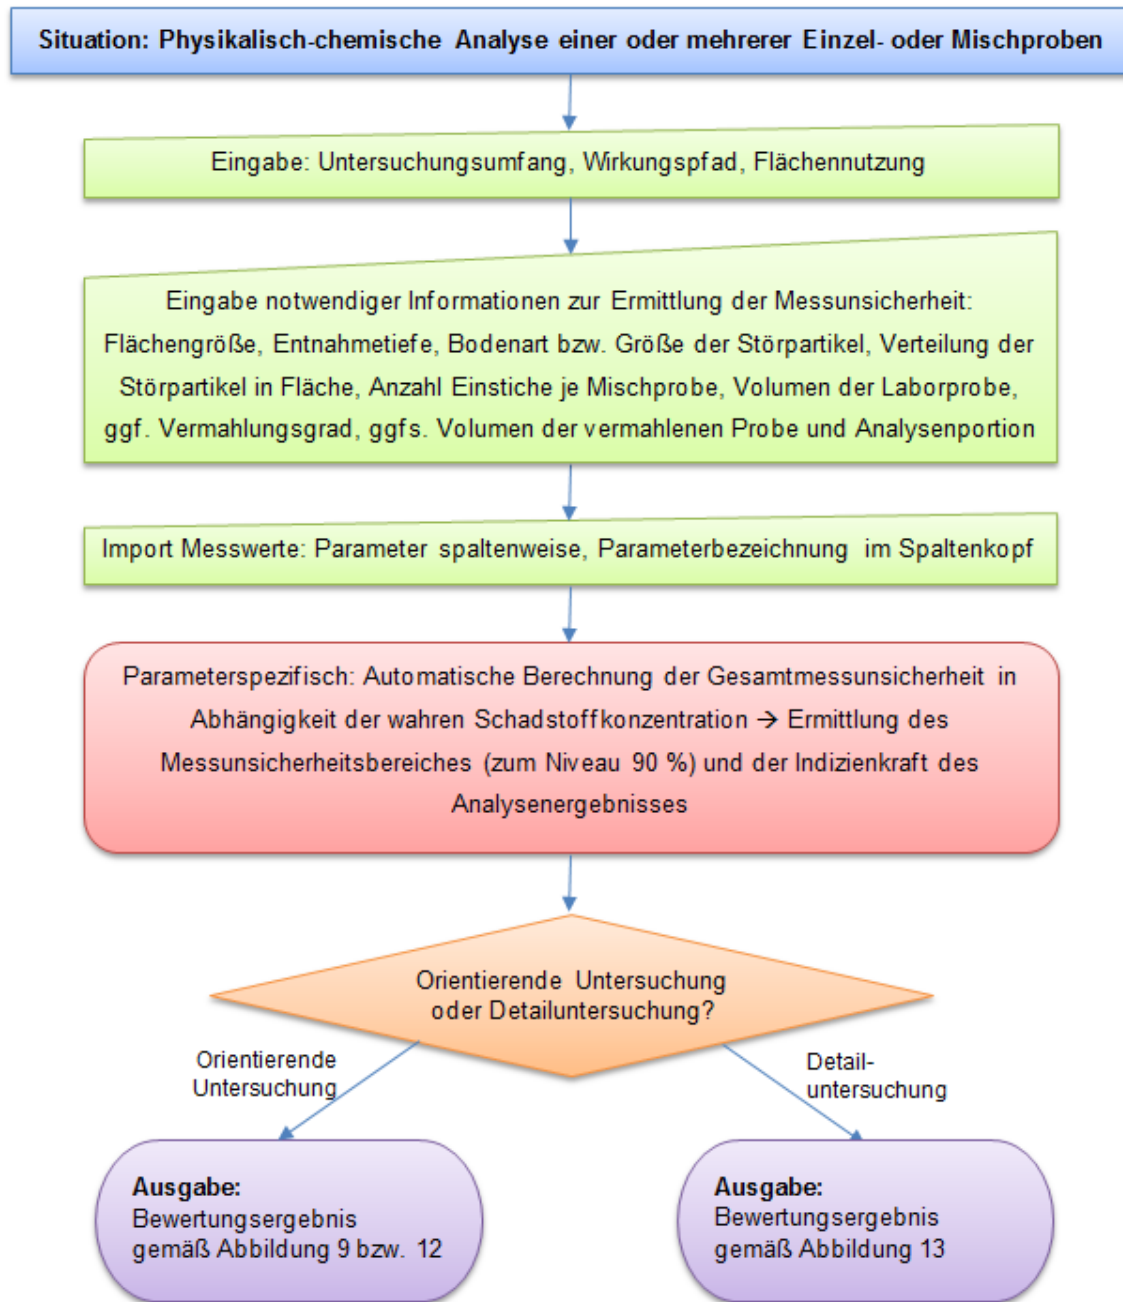 Situation: Physikalisch-chemische Analyse einer oder mehrerer Einzel- oder Mischproben
Eingabe: Untersuchungsumfang, Wirkungspfad, Flächennutzung
Eingabe notwendiger Informationen zur Ermittlung der Messunsicherheit:
Flächengröße, Entnahmetiefe, Bodenart bzw. Größe der Störpartikel, Verteilung der
Störpartikel in Fläche, Anzahl Einstiche je Mischprobe, Volumen der Laborprobe,
ggf. Vermahlungsgrad, ggfs. Volumen der vermahlenen Probe und Analysenportion
Import Messwerte: Parameter spaltenweise, Parameterbezeichnung im Spaltenkopf
Parameterspezifisch: Automatische Berechnung der Gesamtmessunsicherheit in
Abhängigkeit der wahren Schadstoffkonzentration → Ermittlung des
Messunsicherheitsbereiches (zum Niveau 90 %) und der Indizienkraft des
Analysenergebnisses
Orientierende Untersuchung
oder Detailuntersuchung?
Orientierende
Untersuchung
Detail-
untersuchung
Ausgabe:
Bewertungsergebnis
gemäß Abbildung 9 bzw. 12
Ausgabe:
Bewertungsergebnis
gemäß Abbildung 13